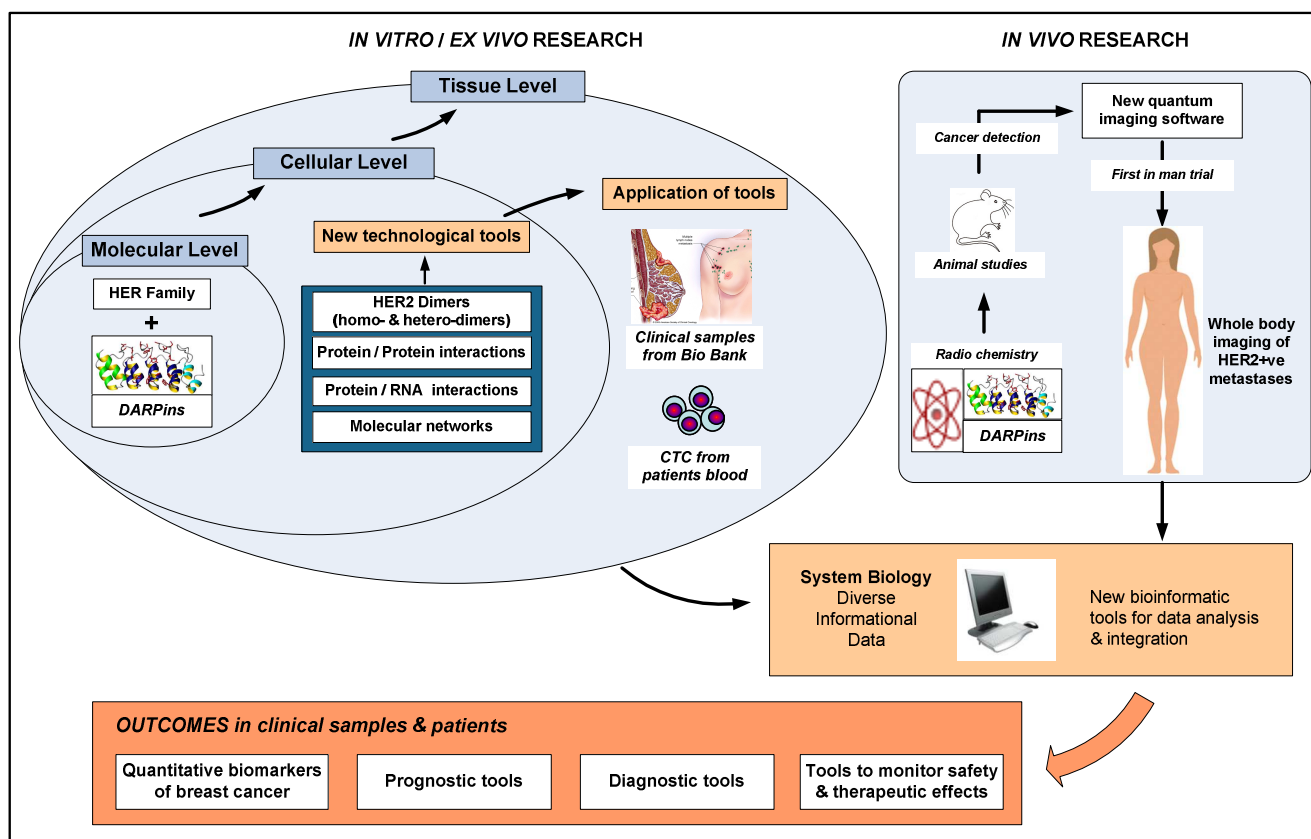 IN VITRO / EX VIVO RESEARCH
Tissue Level
Cellular Level
Molecular Level
HER Family
+
DARPins
New technological tools
HER2 Dimers
(homo- & hetero-dimers)
Protein / Protein interactions
Protein / RNA interactions
Molecular networks
Application of tools
Clinical samples
from Bio Bank
CTC from
patients blood
IN VIVO RESEARCH
New quantum
imaging software
Cancer detection
First in man trial
Animal studies
Radio chemistry
DARPins
Whole body
imaging of
HER2+ve
metastases
System Biology
Diverse
Informational
Data
New bioinformatic
tools for data analysis
& integration
OUTCOMES in clinical samples & patients
Quantitative biomarkers
of breast cancer
Prognostic tools
Diagnostic tools
Tools to monitor safety
& therapeutic effects